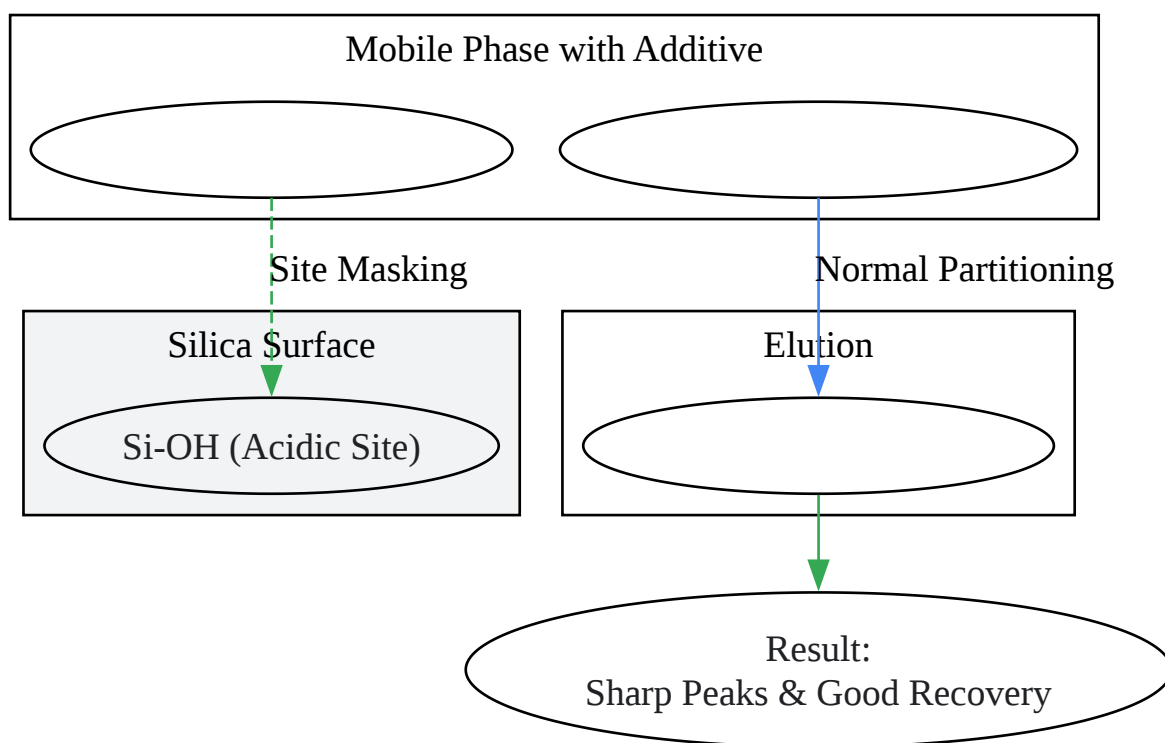 Mobile Phase with Additive
Site Masking
Normal Partitioning
Silica Surface
Elution
Si-OH (Acidic Site)
Result:
Sharp Peaks & Good Recovery